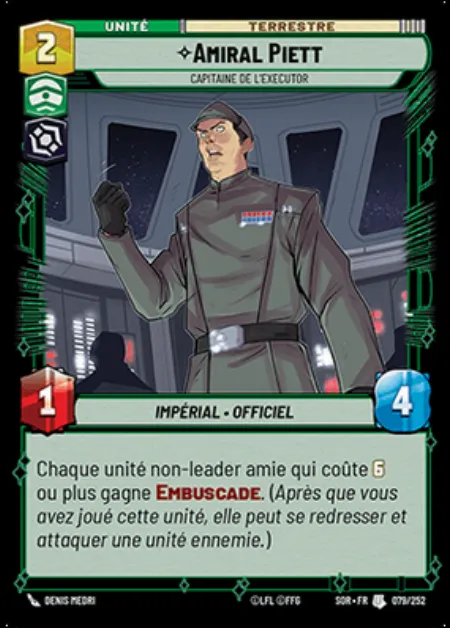 UNITÉ
TERRESTRE
2
AMIRAL PIETT
CAPITAINE DE L'EXECUTOR
1
IMPÉRIAL • OFFICIEL
4
Chaque unité non-leader amie qui coûte 6
ou plus gagne EMBUSCADE. (Après que vous
avez joué cette unité, elle peut se redresser et
attaquer une unité ennemie.)
DENIS MEDRI
©LFL ©FFG
SOR • FR
079/252